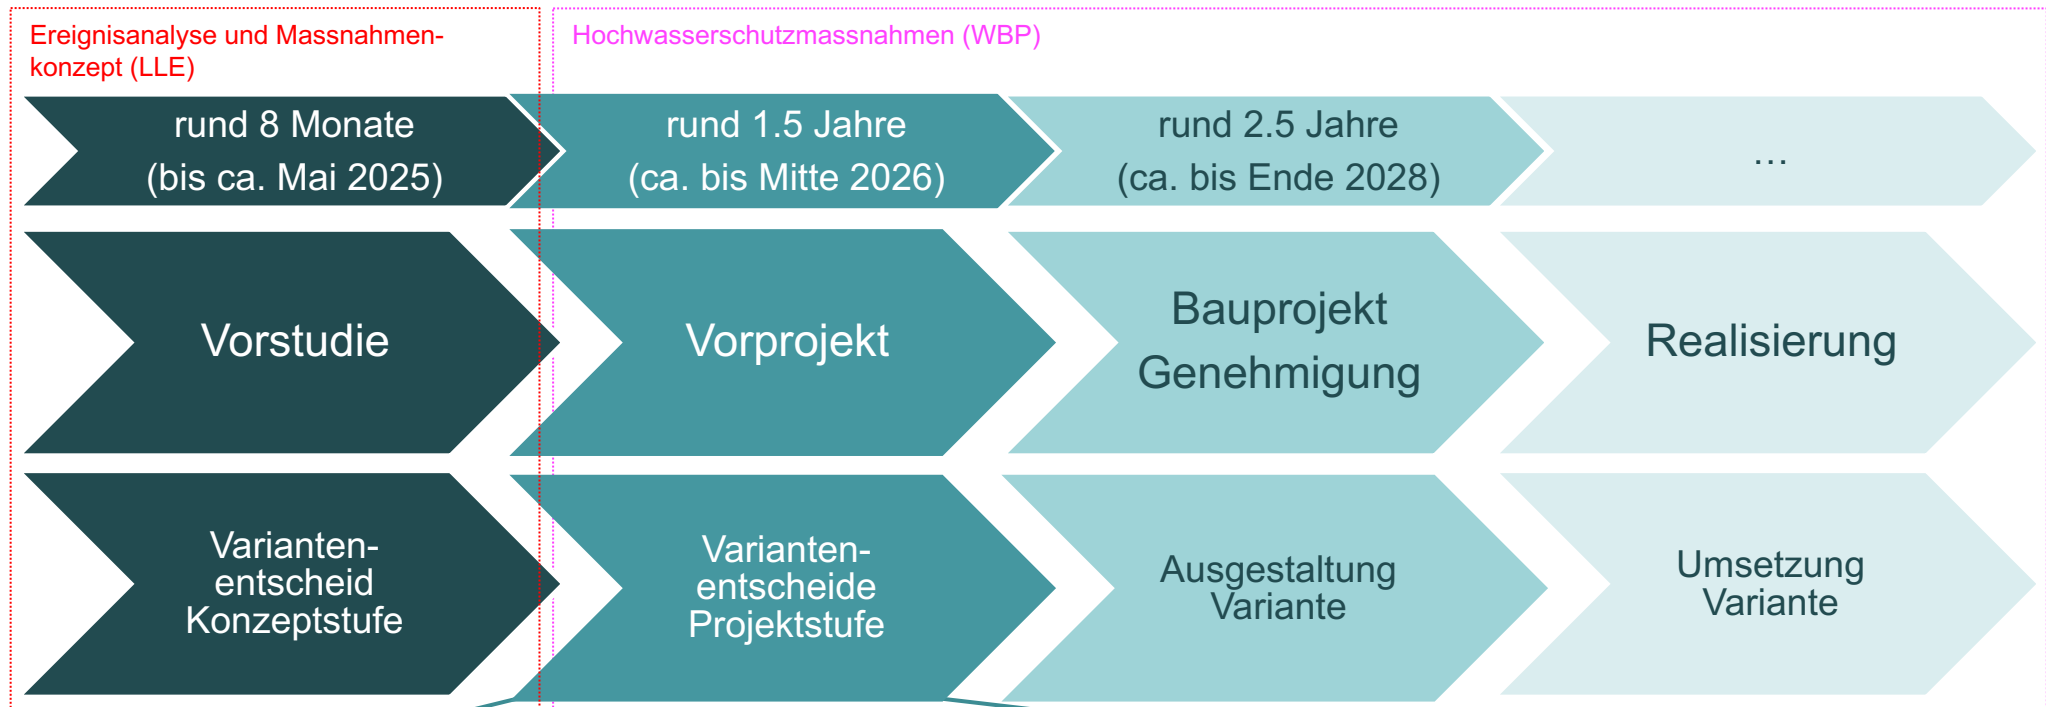 Ereignisanalyse und Massnahmen-
konzept (LLE)
Hochwasserschutzmassnahmen (WBP)
rund 8 Monate
(bis ca. Mai 2025)
rund 1.5 Jahre
(ca. bis Mitte 2026)
rund 2.5 Jahre
(ca. bis Ende 2028)
…
Vorstudie
Vorprojekt
Bauprojekt
Genehmigung
Realisierung
Varianten-
entscheid
Konzeptstufe
Varianten-
entscheide
Projektstufe
Ausgestaltung
Variante
Umsetzung
Variante